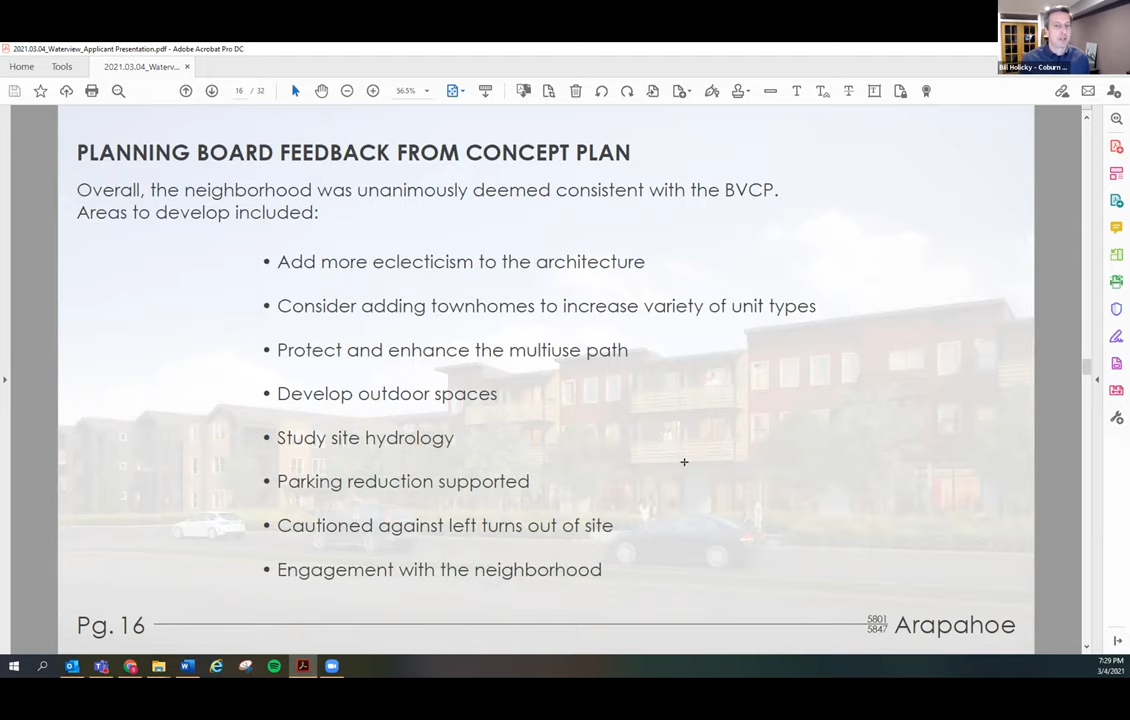 Bill Holicky - Coburn ...
2021.03.04_Waterview_Applicant Presentation.pdf - Adobe Acrobat Pro DC
Home Tools 2021.03.04_Waterv... ×
16 / 32 56.5%
PLANNING BOARD FEEDBACK FROM CONCEPT PLAN
Overall, the neighborhood was unanimously deemed consistent with the BVCP.
Areas to develop included:
• Add more eclecticism to the architecture
• Consider adding townhomes to increase variety of unit types
• Protect and enhance the multiuse path
• Develop outdoor spaces
• Study site hydrology
• Parking reduction supported
• Cautioned against left turns out of site
• Engagement with the neighborhood
Pg. 16 5801 5847 Arapahoe
7:29 PM
3/4/2021